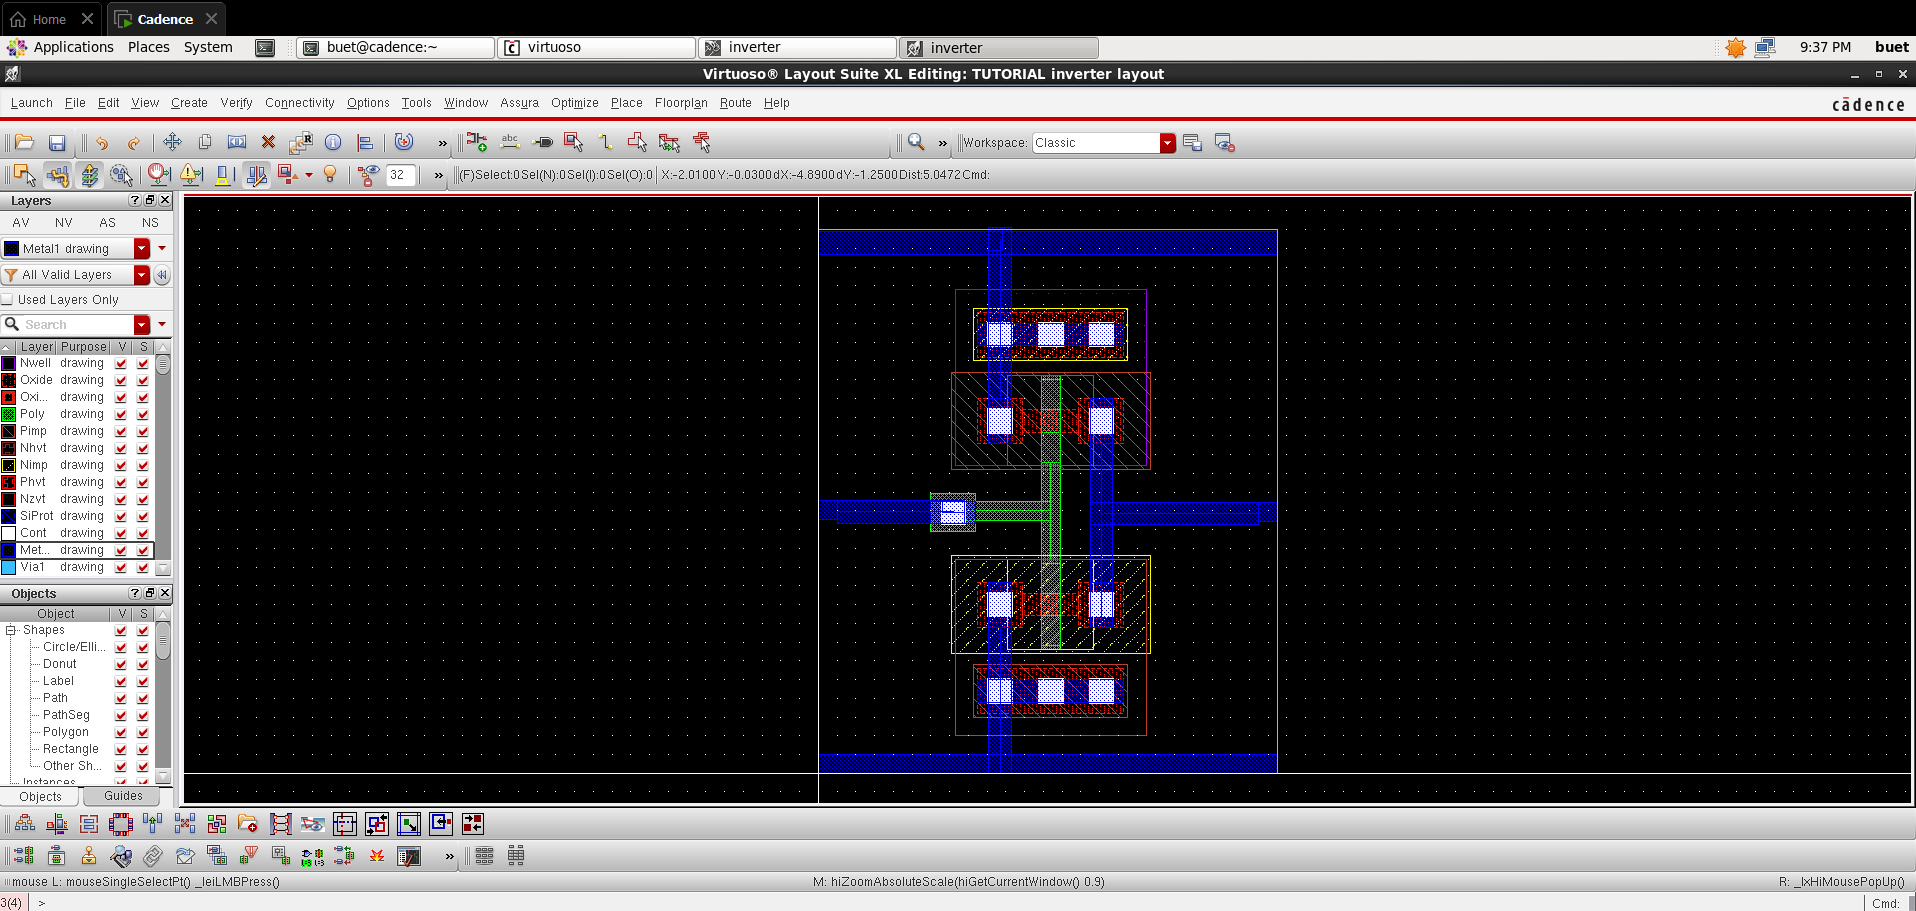 Home
Cadence
Applications Places System buet@cadence:~ virtuoso inverter inverter 9:37 PM buet
Virtuoso® Layout Suite XL Editing: TUTORIAL inverter layout
Launch File Edit View Create Verify Connectivity Options Tools Window Assura Optimize Place Floorplan Route Help
cādence
abc » » Workspace: Classic
32 » (F)Select:0 Sel(N):0 Sel(I):0 Sel(O):0 X:-2.0100 Y:-0.0300 dX:-4.8900 dY:-1.2500 Dist:5.0472 Cmd:
Layers
AV NV AS NS
Metal1 drawing
All Valid Layers
Used Layers Only
Search
Layer Purpose V S
Nwell drawing
Oxide drawing
Oxi... drawing
Poly drawing
Pimp drawing
Nhvt drawing
Nimp drawing
Phvt drawing
Nzvt drawing
SiProt drawing
Cont drawing
Met... drawing
Via1 drawing
Objects
Object V S
Shapes
Circle/Elli...
Donut
Label
Path
PathSeg
Polygon
Rectangle
Other Sh...
Instances
Objects Guides
»
mouse L: mouseSingleSelectPt() _leiLMBPress() M: hiZoomAbsoluteScale(hiGetCurrentWindow() 0.9) R: _lxHiMousePopUp()
3(4) > Cmd: